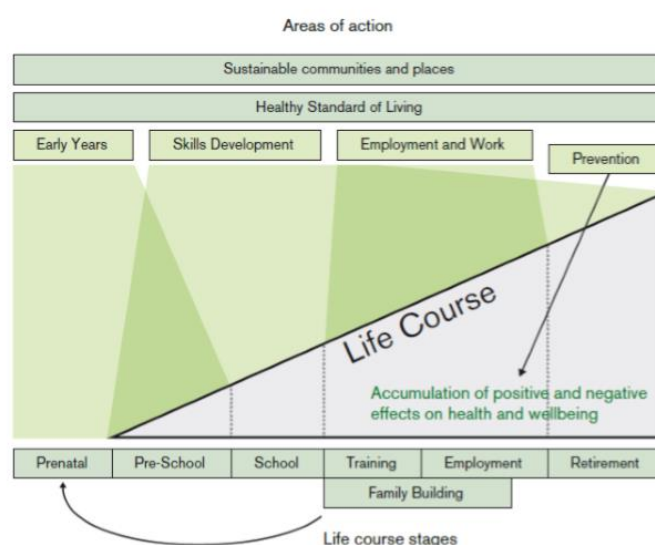 Areas of action
Sustainable communities and places
Healthy Standard of Living
Early Years
Skills Development
Employment and Work
Prevention
Life Course
Accumulation of positive and negative
effects on health and wellbeing
Prenatal
Pre-School
School
Training
Employment
Retirement
Family Building
Life course stages